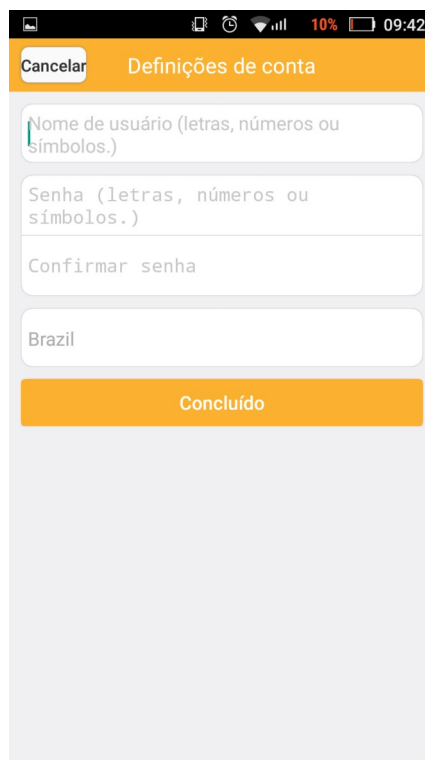 10% 09:42
Cancelar Definições de conta
Nome de usuário (letras, números ou
símbolos.)
Senha (letras, números ou
símbolos.)
Confirmar senha
Brazil
Concluído